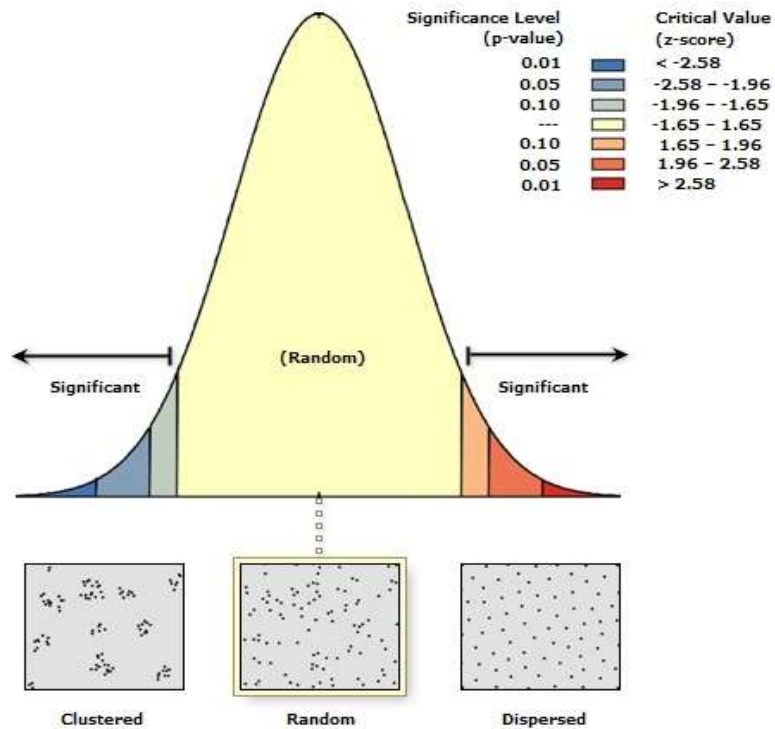 Significance Level Critical Value
(p-value) (z-score)
0.01 < -2.58
0.05 -2.58 – -1.96
0.10 -1.96 – -1.65
--- -1.65 – 1.65
0.10 1.65 – 1.96
0.05 1.96 – 2.58
0.01 > 2.58
(Random)
Significant Significant
Clustered Random Dispersed